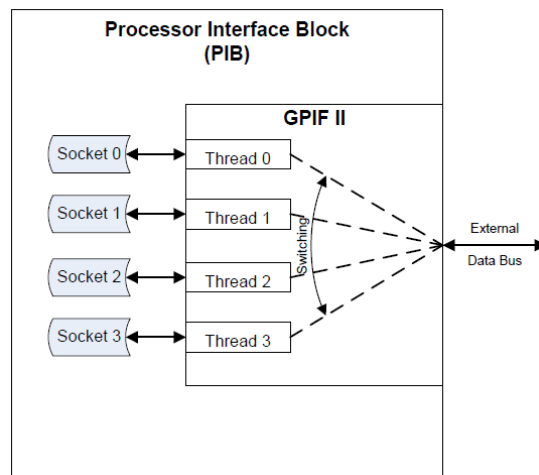 Processor Interface Block
(PIB)
GPIF II
Socket 0
Thread 0
Socket 1
Thread 1
Switching
External
Data Bus
Socket 2
Thread 2
Socket 3
Thread 3